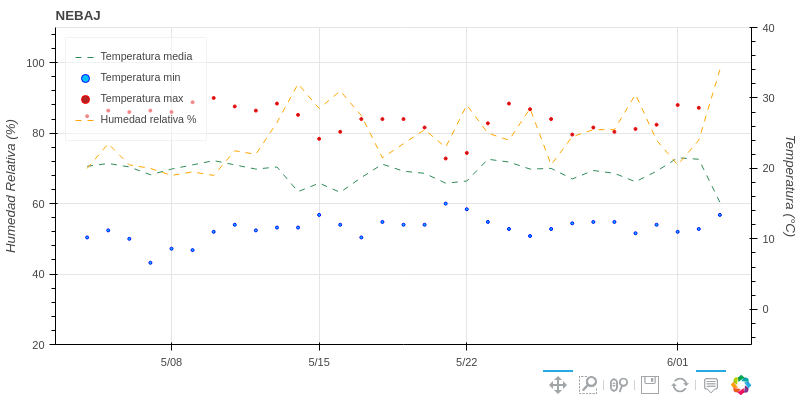 NEBAJ
Temperatura media
Temperatura min
Temperatura max
Humedad relativa %
Humedad Relativa (%)
100
80
60
40
20
Temperatura (°C)
40
30
20
10
0
5/08
5/15
5/22
6/01